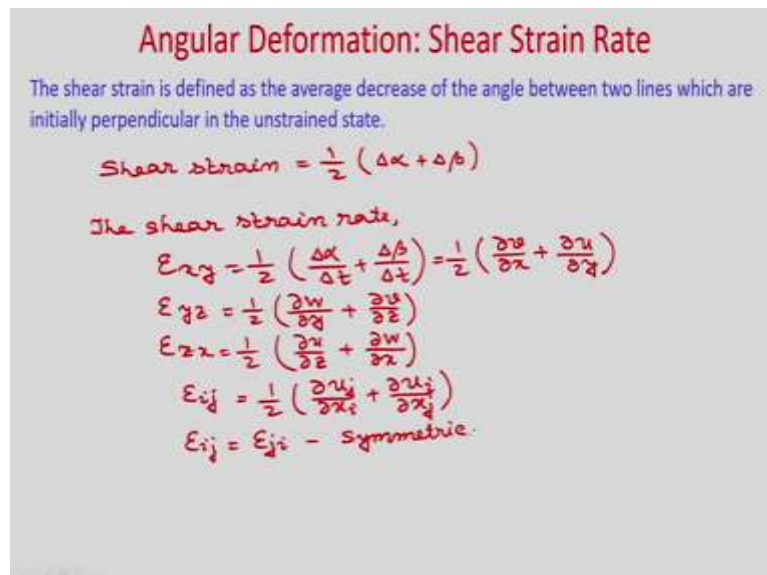 Angular Deformation: Shear Strain Rate
The shear strain is defined as the average decrease of the angle between two lines which are
initially perpendicular in the unstrained state.
Shear strain = 1/2 (Δα + Δβ)
The shear strain rate,
εxy = 1/2 (Δα/Δt + Δβ/Δt) = 1/2 (∂v/∂x + ∂u/∂y)
εyz = 1/2 (∂w/∂y + ∂v/∂z)
εzx = 1/2 (∂u/∂z + ∂w/∂x)
εij = 1/2 (∂uj/∂xi + ∂ui/∂xj)
εij = εji - Symmetric.